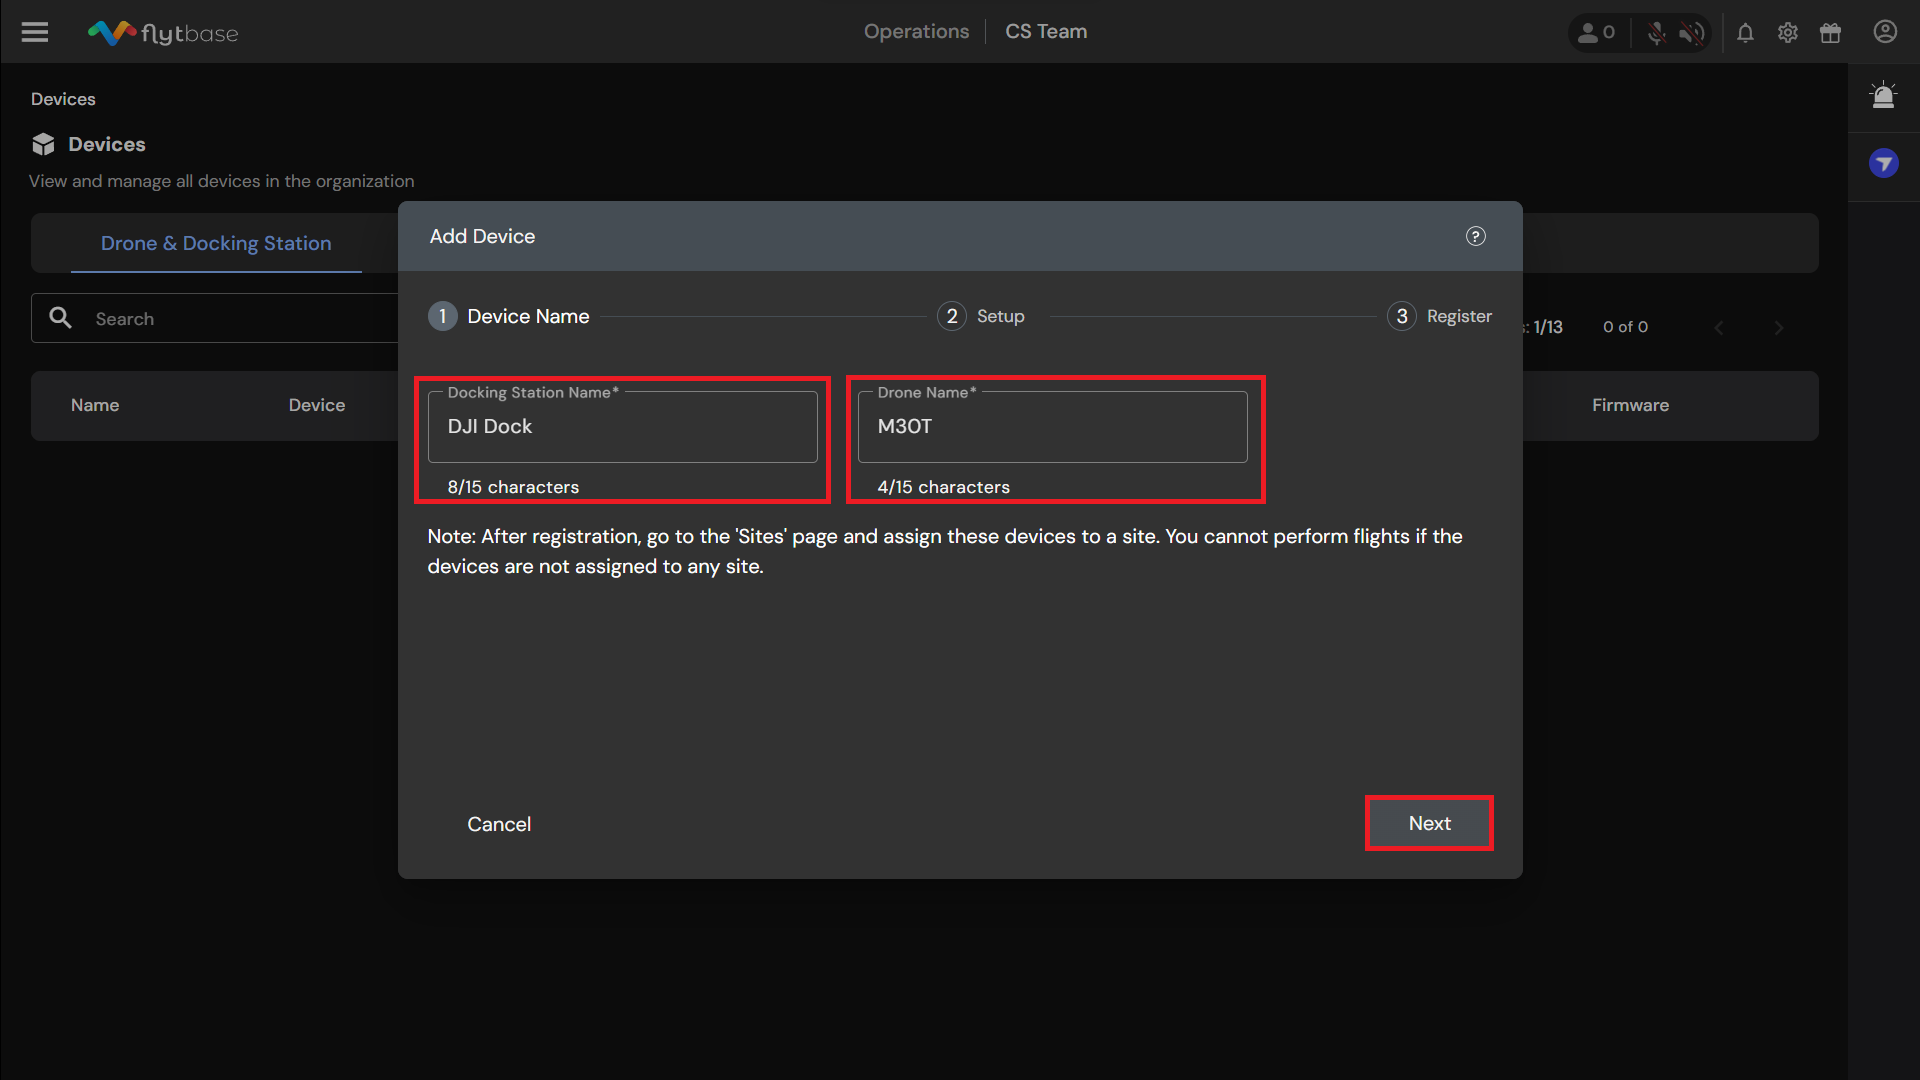 flytbase
Operations
CS Team
0
Devices
Devices
View and manage all devices in the organization
Drone & Docking Station
Search
s: 1/13
0 of 0
Name
Device
Firmware
Add Device
?
1 Device Name
2 Setup
3 Register
Docking Station Name*
DJI Dock
8/15 characters
Drone Name*
M30T
4/15 characters
Note: After registration, go to the 'Sites' page and assign these devices to a site. You cannot perform flights if the
devices are not assigned to any site.
Cancel
Next